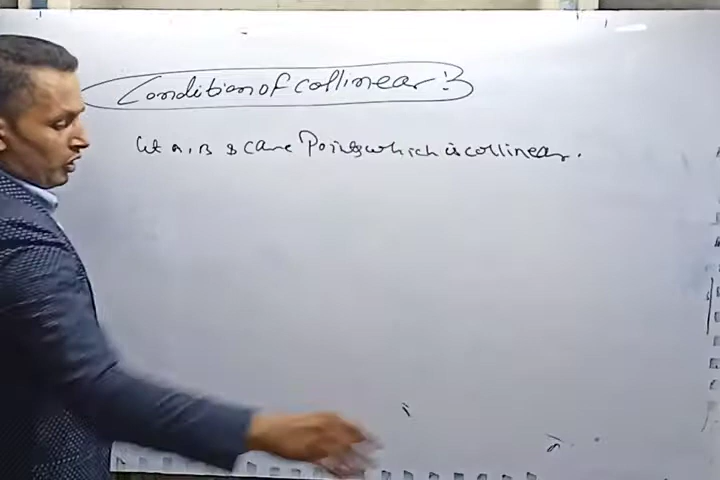 Condition of collinear :-
let A, B & C are Points which is collinear.